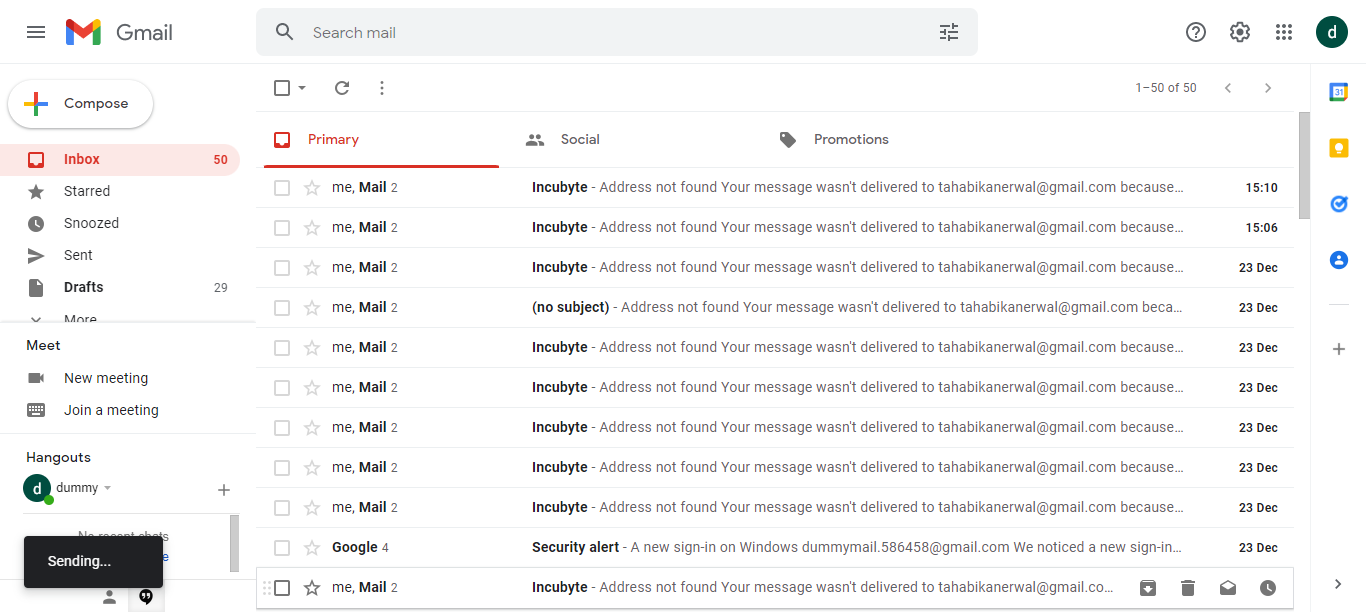 Gmail
Search mail
d
Compose
1–50 of 50
31
Primary
Social
Promotions
Inbox 50
Starred
Snoozed
Sent
Drafts 29
More
Meet
New meeting
Join a meeting
Hangouts
d dummy
No recent chats
Sending...
me, Mail 2 Incubyte - Address not found Your message wasn't delivered to tahabikanerwal@gmail.com because… 15:10
me, Mail 2 Incubyte - Address not found Your message wasn't delivered to tahabikanerwal@gmail.com because… 15:06
me, Mail 2 Incubyte - Address not found Your message wasn't delivered to tahabikanerwal@gmail.com because… 23 Dec
me, Mail 2 (no subject) - Address not found Your message wasn't delivered to tahabikanerwal@gmail.com beca… 23 Dec
me, Mail 2 Incubyte - Address not found Your message wasn't delivered to tahabikanerwal@gmail.com because… 23 Dec
me, Mail 2 Incubyte - Address not found Your message wasn't delivered to tahabikanerwal@gmail.com because… 23 Dec
me, Mail 2 Incubyte - Address not found Your message wasn't delivered to tahabikanerwal@gmail.com because… 23 Dec
me, Mail 2 Incubyte - Address not found Your message wasn't delivered to tahabikanerwal@gmail.com because… 23 Dec
me, Mail 2 Incubyte - Address not found Your message wasn't delivered to tahabikanerwal@gmail.com because… 23 Dec
Google 4 Security alert - A new sign-in on Windows dummymail.586458@gmail.com We noticed a new sign-in… 23 Dec
me, Mail 2 Incubyte - Address not found Your message wasn't delivered to tahabikanerwal@gmail.co…